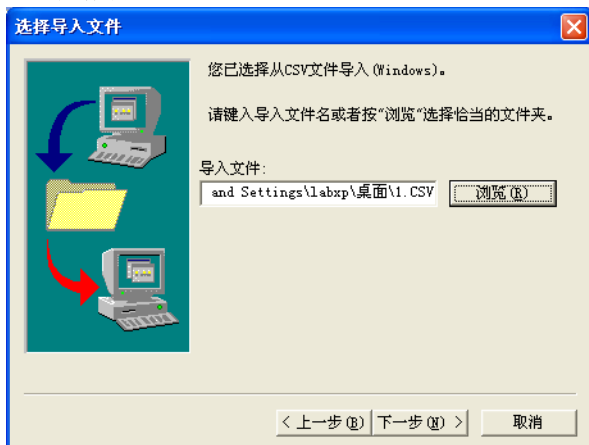 选择导入文件
您已选择从CSV文件导入(Windows)。
请键入导入文件名或者按“浏览”选择恰当的文件夹。
导入文件:
and Settings\labxp\桌面\1.CSV
浏览(R)
< 上一步(B)
下一步(N) >
取消